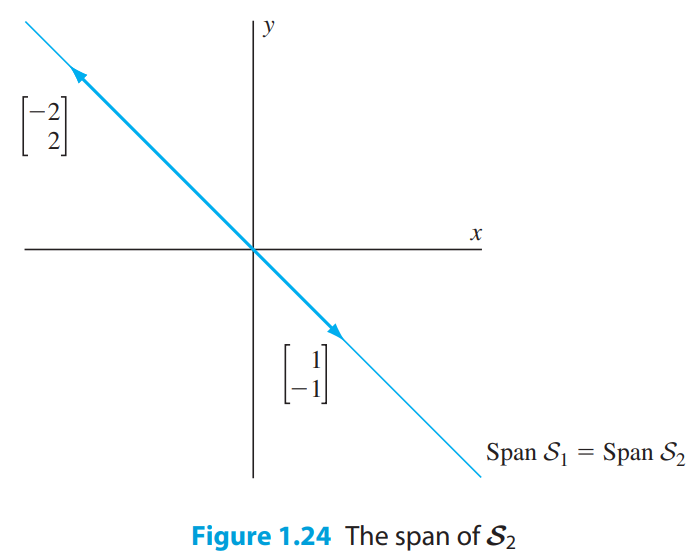 y
[−2
2]
x
[1
−1]
Span 𝒮₁ = Span 𝒮₂
Figure 1.24 The span of 𝒮₂